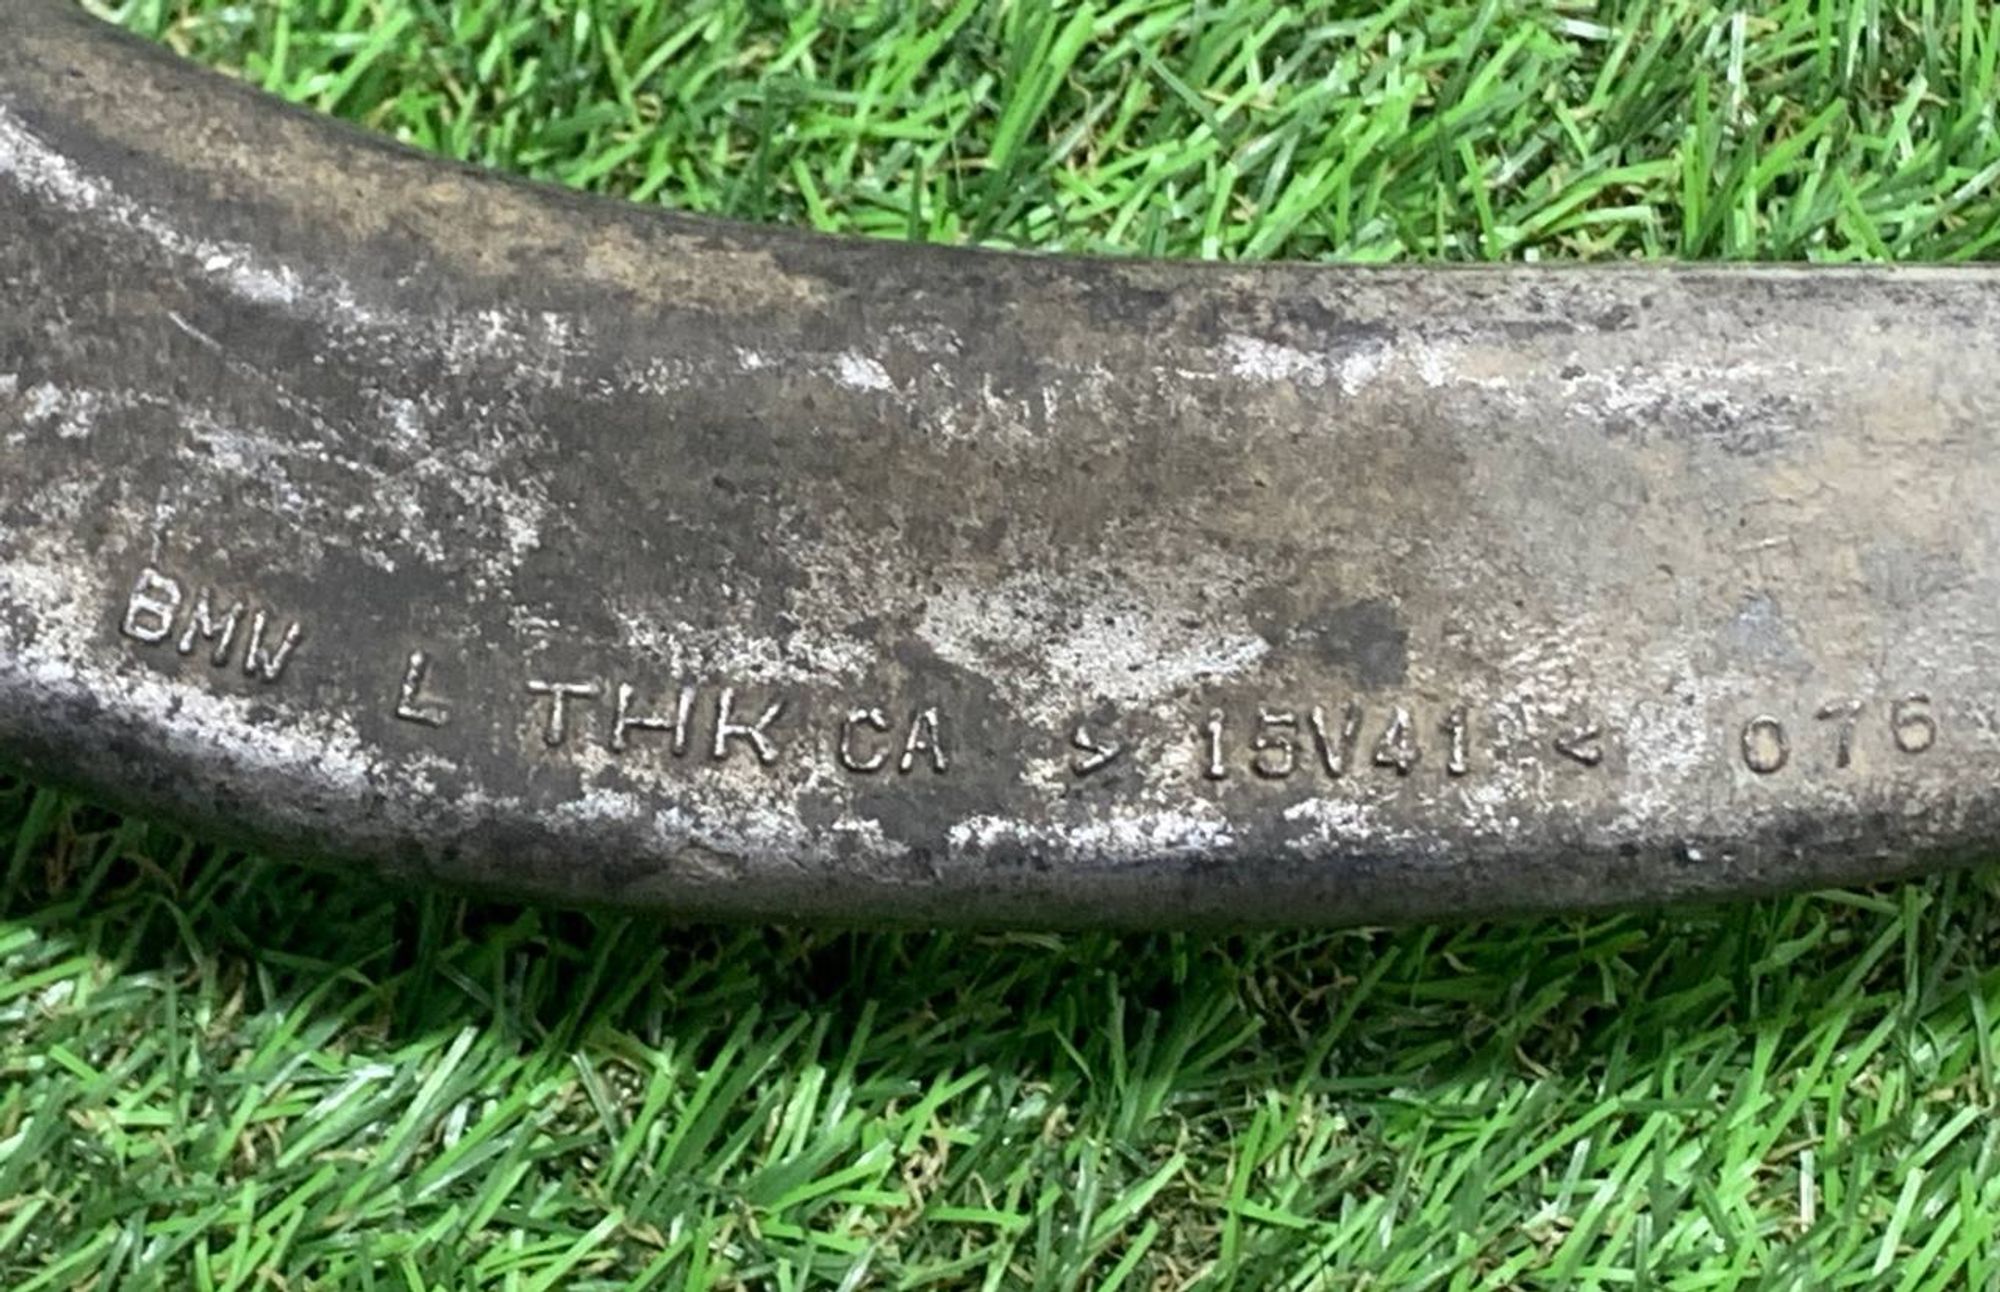 BMW L THK CA > 15V41 < 076